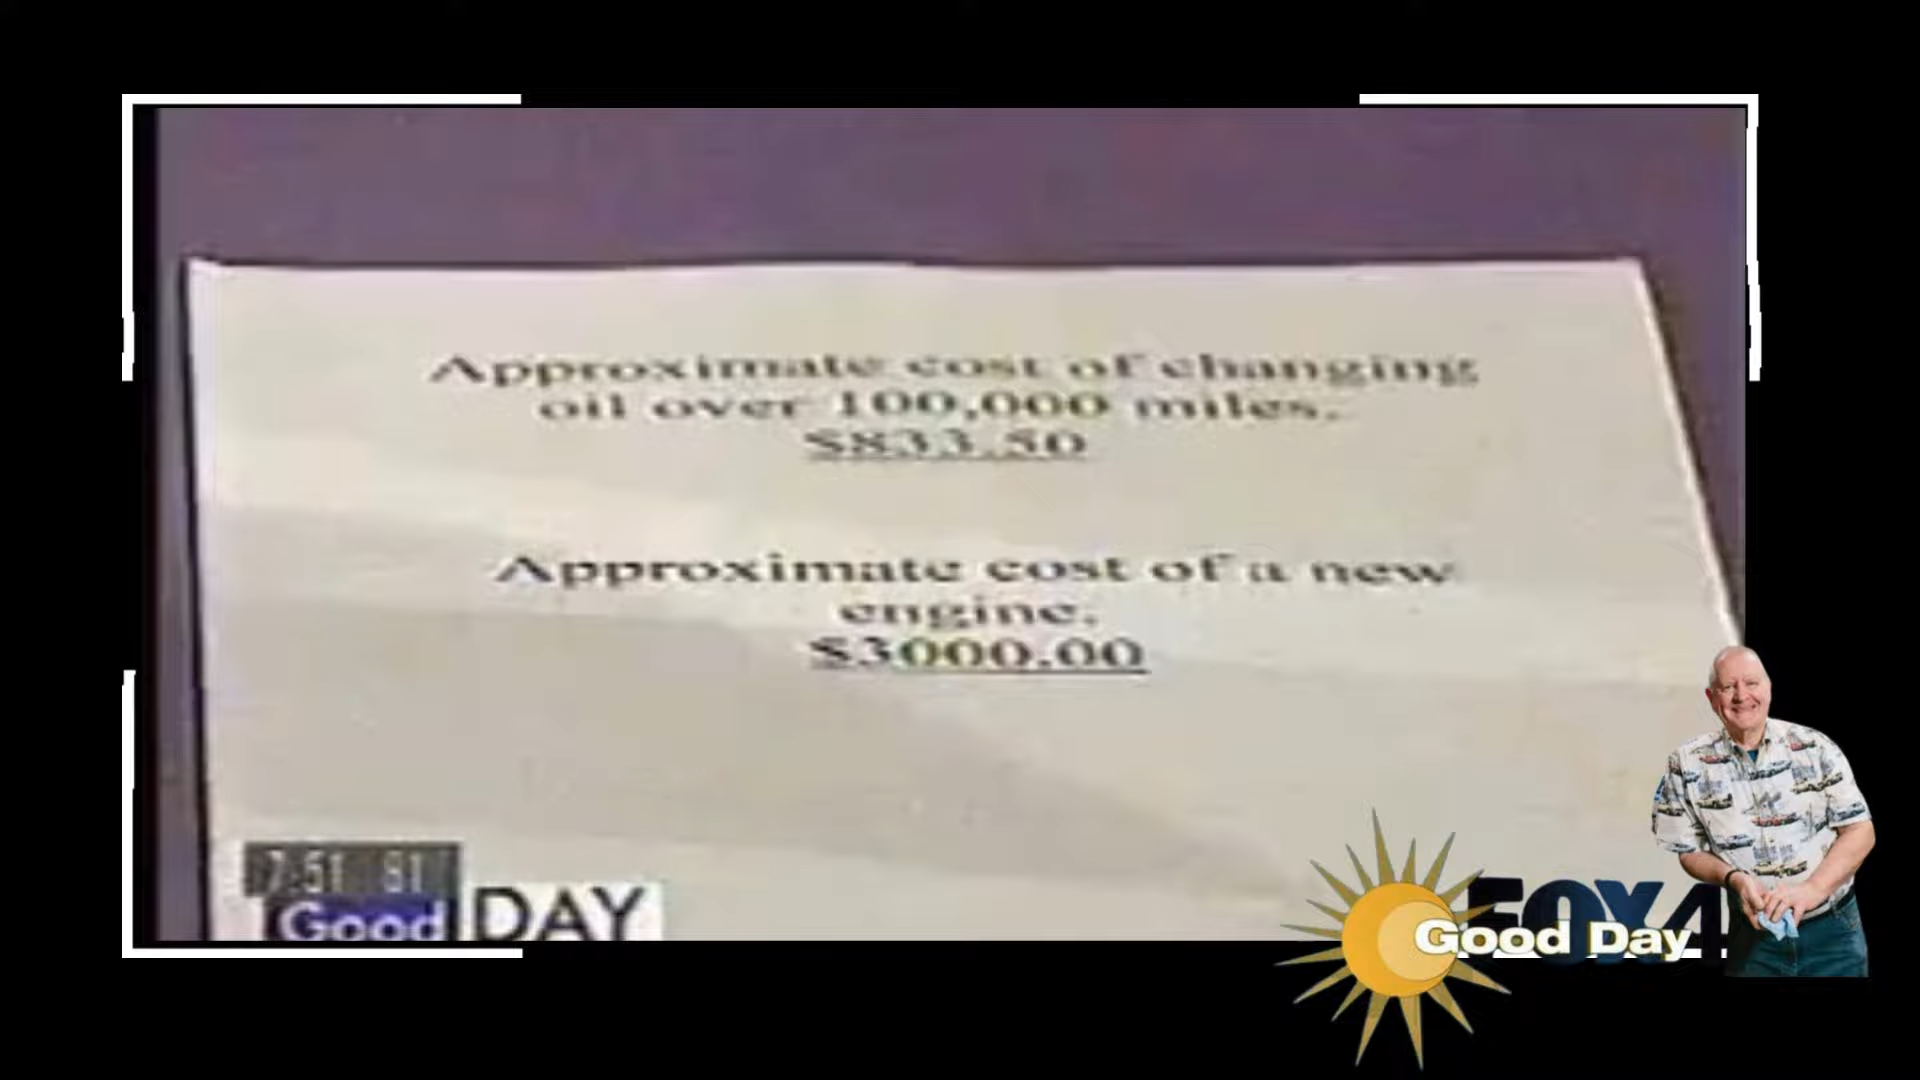 Approximate cost of changing
oil over 100,000 miles.
$833.50
Approximate cost of a new
engine.
$3000.00
7:51 81
Good DAY
FOX4
Good Day